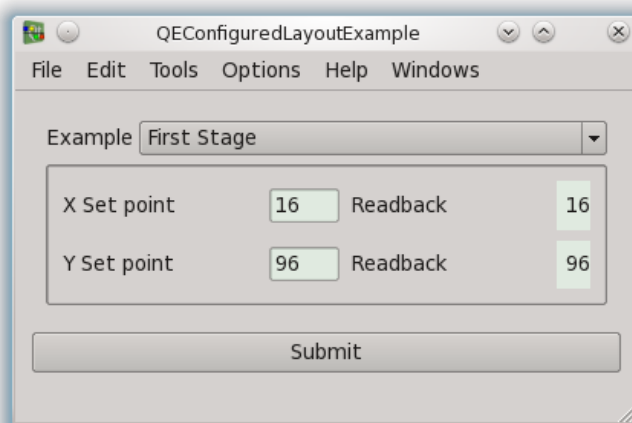 QEConfiguredLayoutExample
File Edit Tools Options Help Windows
Example First Stage
X Set point 16 Readback 16
Y Set point 96 Readback 96
Submit